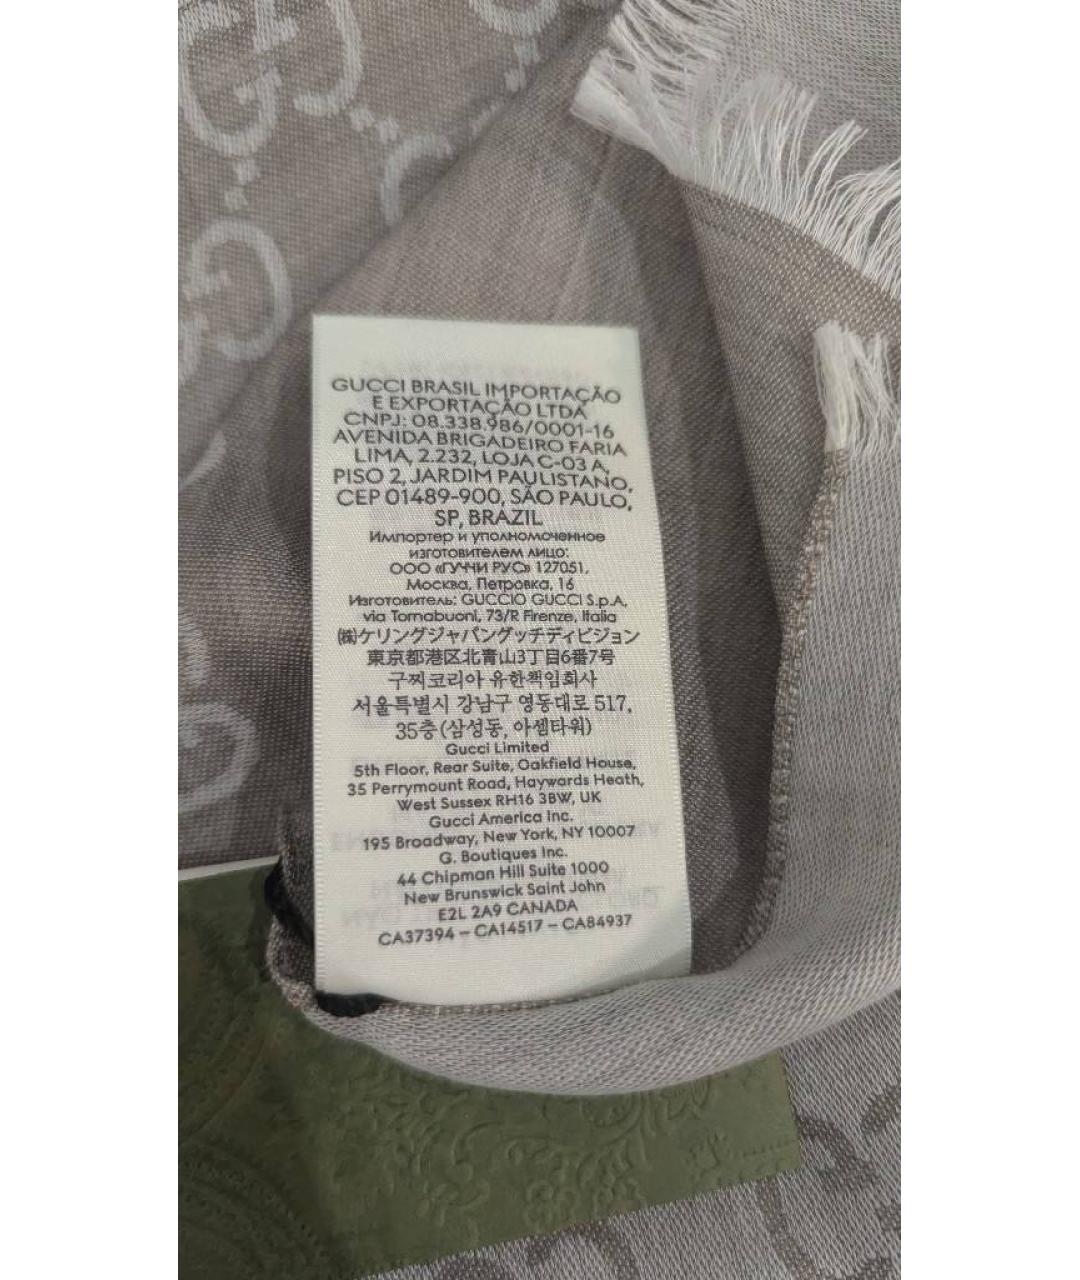 GUCCI BRASIL IMPORTAÇÃO
E EXPORTAÇÃO LTDA
CNPJ: 08.338.986/0001-16
AVENIDA BRIGADEIRO FARIA
LIMA, 2.232, LOJA C-03 A,
PISO 2, JARDIM PAULISTANO,
CEP 01489-900, SÃO PAULO,
SP, BRAZIL
Импортер и уполномоченное
изготовителем лицо:
ООО «ГУЧЧИ РУС» 127051,
Москва, Петровка, 16
Изготовитель: GUCCIO GUCCI S.p.A,
via Tornabuoni, 73/R Firenze, Italia
㈱ケリングジャパングッチディビジョン
東京都港区北青山3丁目6番7号
구찌코리아 유한책임회사
서울특별시 강남구 영동대로 517,
35층(삼성동, 아셈타워)
Gucci Limited
5th Floor, Rear Suite, Oakfield House,
35 Perrymount Road, Haywards Heath,
West Sussex RH16 3BW, UK
Gucci America Inc.
195 Broadway, New York, NY 10007
G. Boutiques Inc.
44 Chipman Hill Suite 1000
New Brunswick Saint John
E2L 2A9 CANADA
CA37394 – CA14517 – CA84937